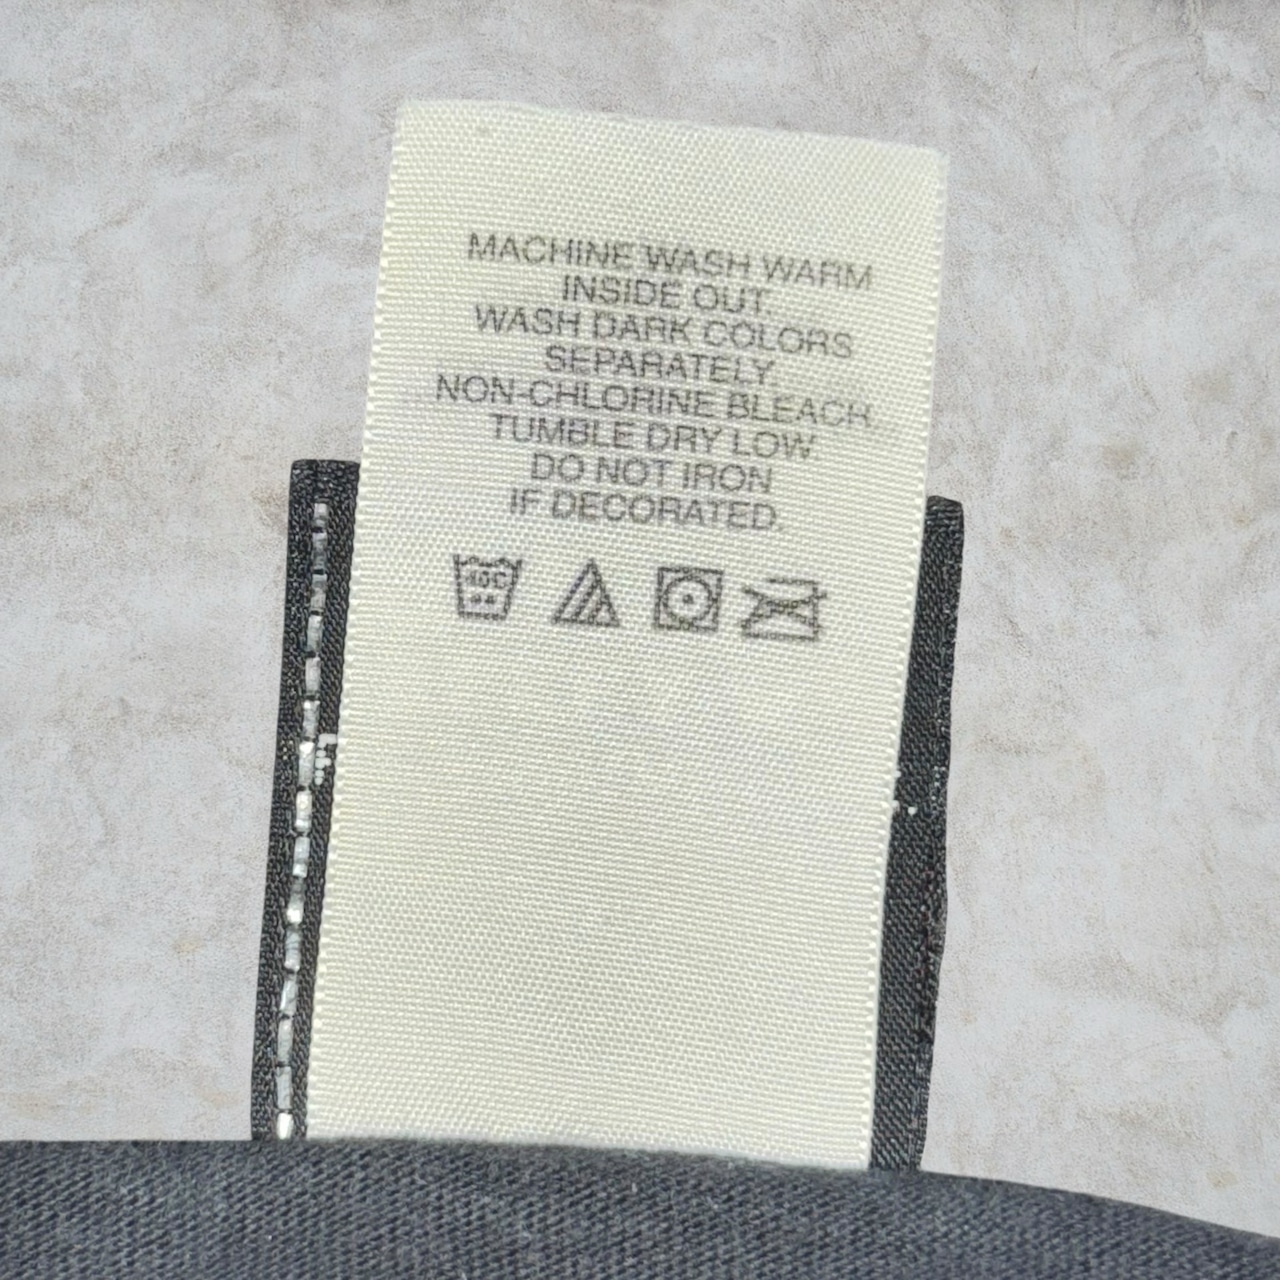 MACHINE WASH WARM
INSIDE OUT.
WASH DARK COLORS
SEPARATELY.
NON-CHLORINE BLEACH.
TUMBLE DRY LOW.
DO NOT IRON
IF DECORATED.
40C